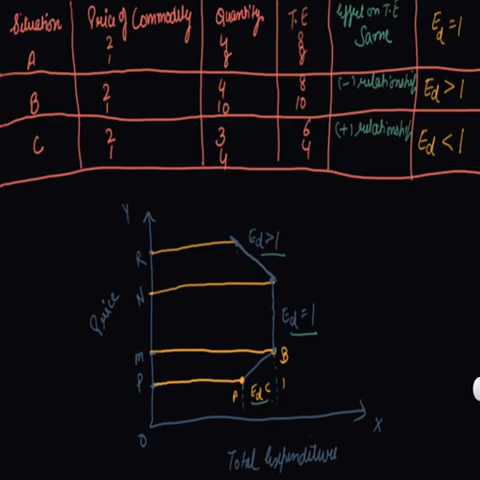 Situation Price of Commodity Quantity T.E Effect on T.E Ed=1
A 2 4 8 Same
1 8 8
B 2 4 8 (-) relationship Ed>1
1 10 10
C 2 3 6 (+) relationship Ed<1
1 4 4
Y
R Ed>1
N
Price
Ed=1
M B
P A Ed<1
O X
Total Expenditure